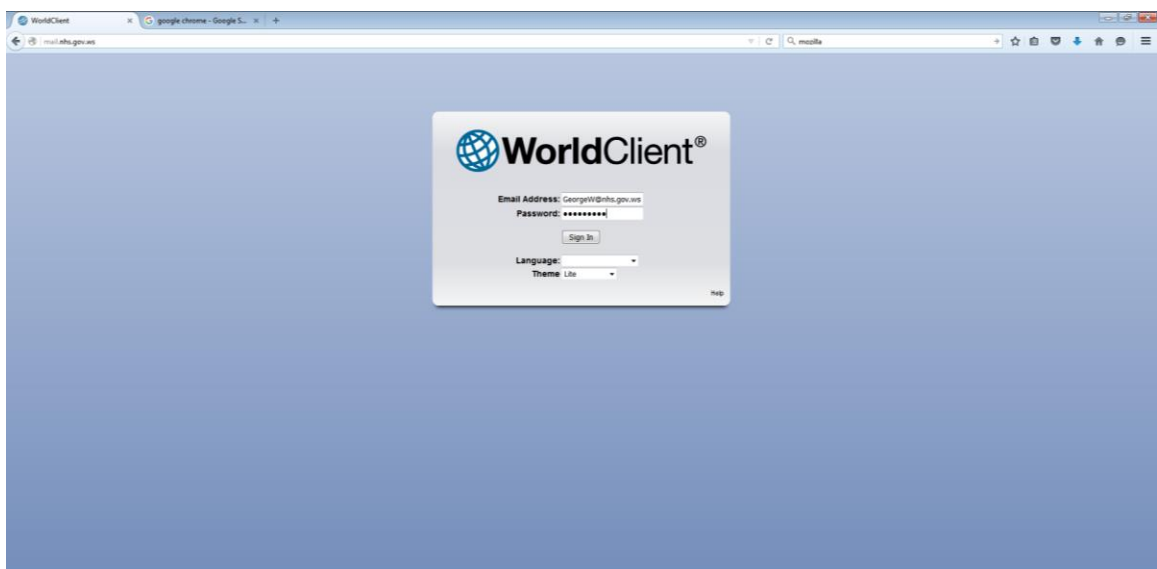 WorldClient
google chrome - Google S...
mail.nhs.gov.ws
mozilla
WorldClient®
Email Address: GeorgeW@nhs.gov.ws
Password: •••••••••
Sign In
Language:
Theme Lite
Help